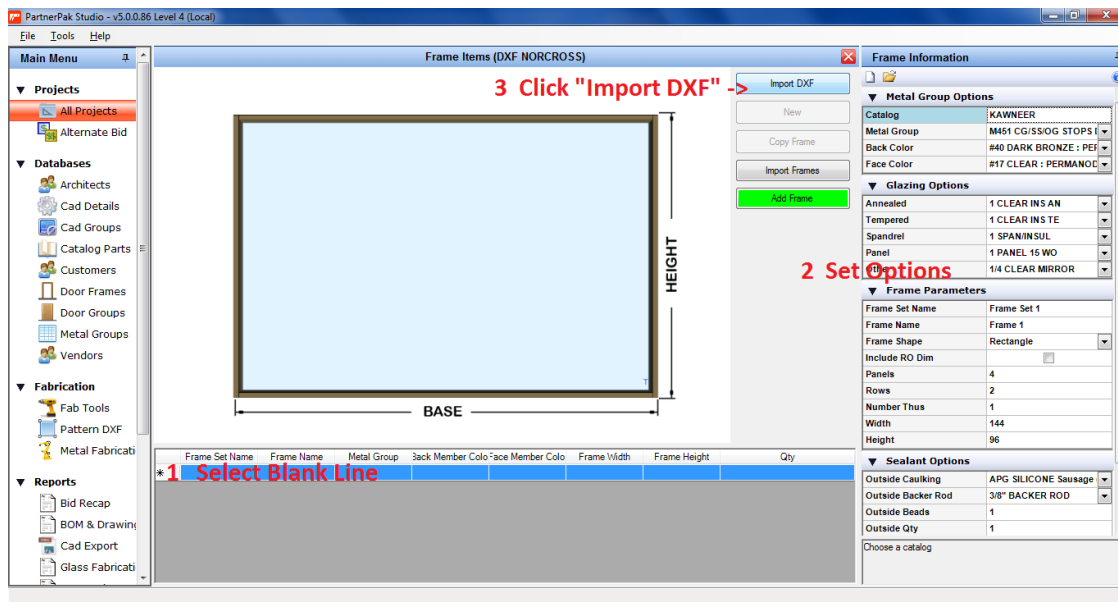 PartnerPak Studio - v5.0.0.86 Level 4 (Local)
File Tools Help
Main Menu
Projects
All Projects
Alternate Bid
Databases
Architects
Cad Details
Cad Groups
Catalog Parts
Customers
Door Frames
Door Groups
Metal Groups
Vendors
Fabrication
Fab Tools
Pattern DXF
Metal Fabricati
Reports
Bid Recap
BOM & Drawing
Cad Export
Glass Fabricati
Frame Items (DXF NORCROSS)
3 Click "Import DXF" ->
Import DXF
New
Copy Frame
Import Frames
Add Frame
HEIGHT
BASE
T
2 Set Options
Frame Set Name Frame Name Metal Group Back Member Colo Face Member Colo Frame Width Frame Height Qty
* 1 Select Blank Line
Frame Information
Metal Group Options
Catalog KAWNEER
Metal Group M451 CG/SS/OG STOPS
Back Color #40 DARK BRONZE : PER
Face Color #17 CLEAR : PERMANOD
Glazing Options
Annealed 1 CLEAR INS AN
Tempered 1 CLEAR INS TE
Spandrel 1 SPAN/INSUL
Panel 1 PANEL 15 WO
Other 1/4 CLEAR MIRROR
Frame Parameters
Frame Set Name Frame Set 1
Frame Name Frame 1
Frame Shape Rectangle
Include RO Dim
Panels 4
Rows 2
Number Thus 1
Width 144
Height 96
Sealant Options
Outside Caulking APG SILICONE Sausage
Outside Backer Rod 3/8" BACKER ROD
Outside Beads 1
Outside Qty 1
Choose a catalog